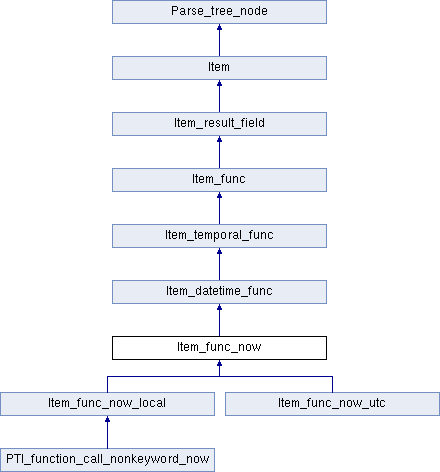 Parse_tree_node
Item
Item_result_field
Item_func
Item_temporal_func
Item_datetime_func
Item_func_now
Item_func_now_local
Item_func_now_utc
PTI_function_call_nonkeyword_now